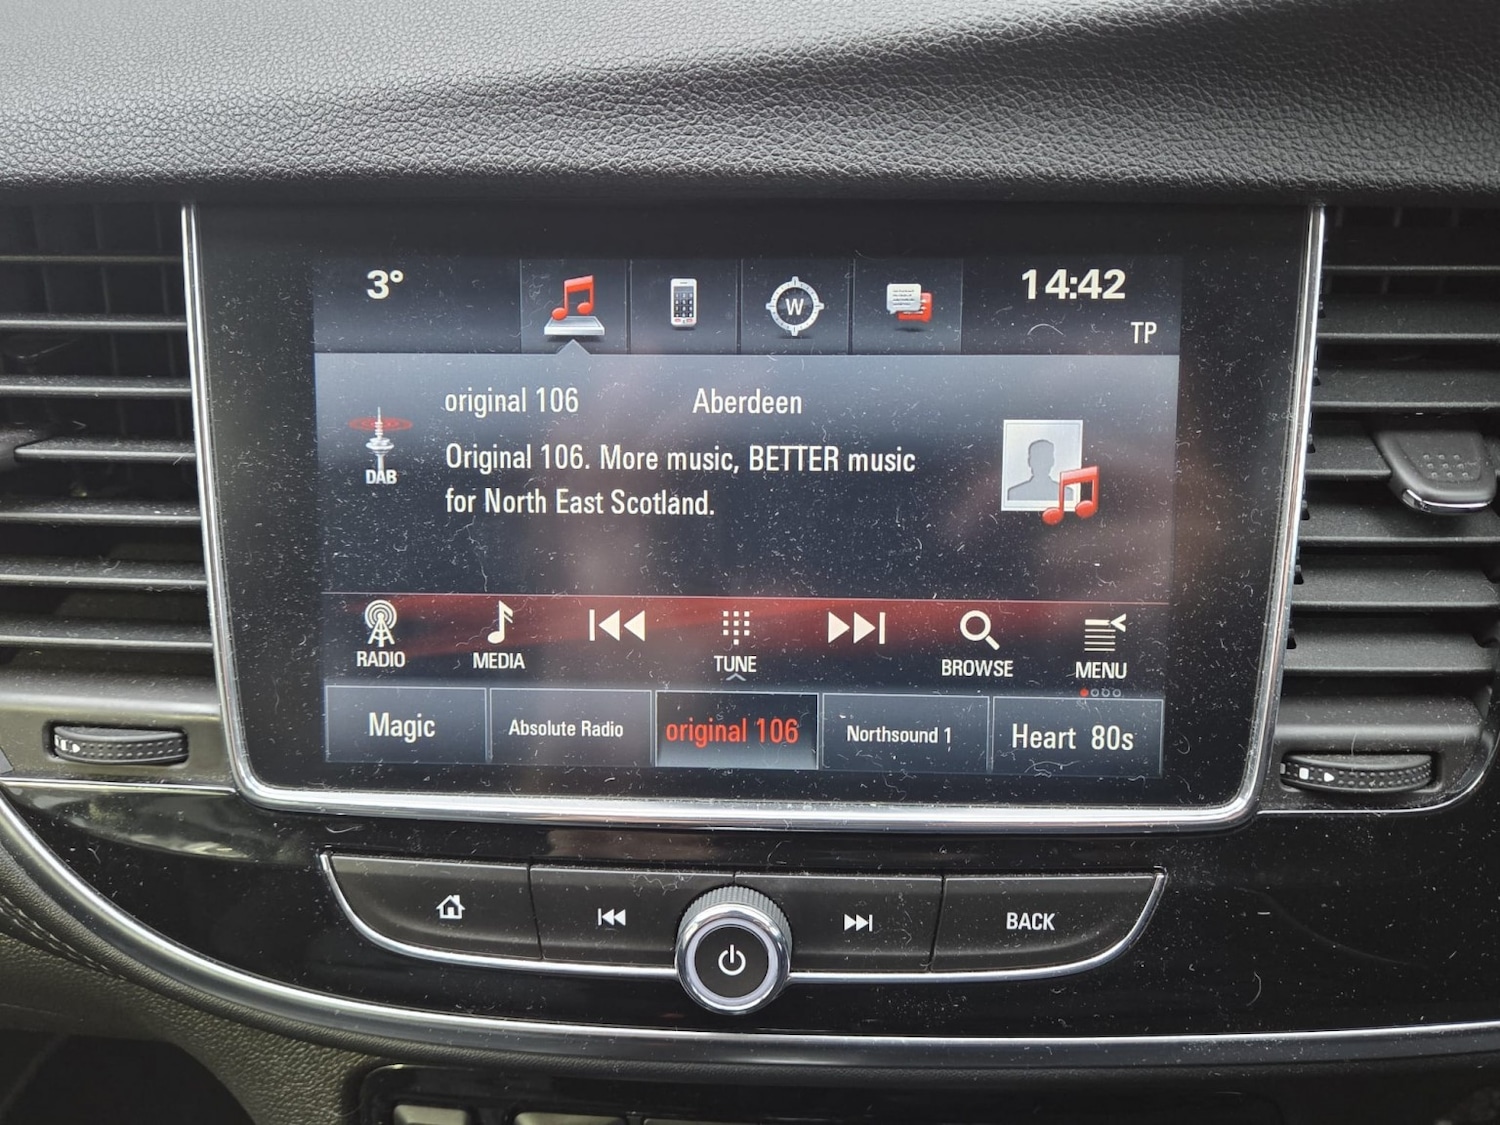 3°
W
14:42
TP
original 106 Aberdeen
DAB
Original 106. More music, BETTER music
for North East Scotland.
RADIO MEDIA TUNE BROWSE MENU
Magic Absolute Radio original 106 Northsound 1 Heart 80s
BACK